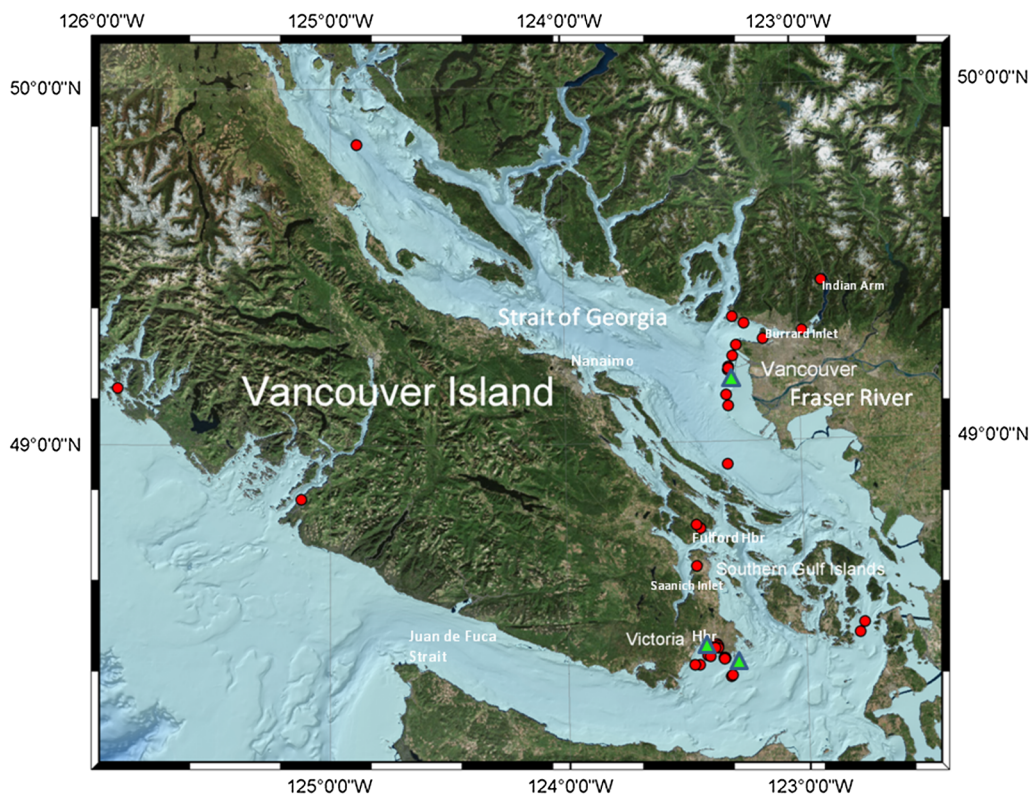 126°0'0"W
125°0'0"W
124°0'0"W
123°0'0"W
50°0'0"N
50°0'0"N
Indian Arm
Strait of Georgia
Burrard Inlet
Nanaimo
Vancouver
Vancouver Island
Fraser River
49°0'0"N
49°0'0"N
Fulford Hbr
Southern Gulf Islands
Saanich Inlet
Victoria Hbr
Juan de Fuca
Strait
125°0'0"W
124°0'0"W
123°0'0"W